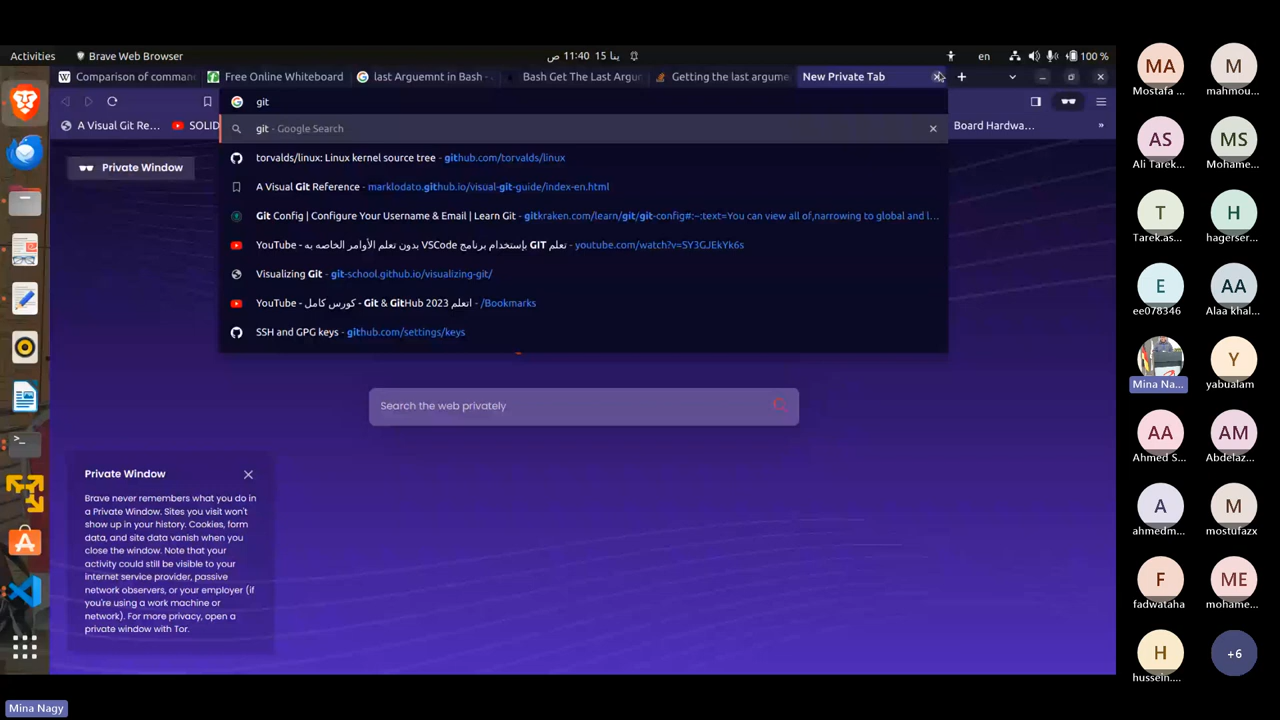 Activities
Brave Web Browser
ص 11:40 15 ينا
en
100 %
Comparison of comman
Free Online Whiteboard
last Arguemnt in Bash -
Bash Get The Last Argun
Getting the last argume
New Private Tab
git
A Visual Git Re...
SOLID
Board Hardwa...
»
git - Google Search
torvalds/linux: Linux kernel source tree - github.com/torvalds/linux
A Visual Git Reference - marklodato.github.io/visual-git-guide/index-en.html
Git Config | Configure Your Username & Email | Learn Git - gitkraken.com/learn/git/git-config#:~:text=You can view all of,narrowing to global and l...
YouTube - تعلم GIT بإستخدام برنامج VSCode بدون تعلم الأوامر الخاصه به - youtube.com/watch?v=SY3GJEkYk6s
Visualizing Git - git-school.github.io/visualizing-git/
YouTube - كورس كامل - Git & GitHub 2023 اتعلم - /Bookmarks
SSH and GPG keys - github.com/settings/keys
Private Window
Search the web privately
Private Window
Brave never remembers what you do in
a Private Window. Sites you visit won't
show up in your history. Cookies, form
data, and site data vanish when you
close the window. Note that your
activity could still be visible to your
internet service provider, passive
network observers, or your employer (if
you're using a work machine or
network). For more privacy, open a
private window with Tor.
MA
Mostafa ...
M
mahmou...
AS
Ali Tarek...
MS
Mohame...
T
Tarek.as...
H
hagerser...
E
ee078346
AA
Alaa khal...
Mina Na...
Y
yabualam
AA
Ahmed S...
AM
Abdelaz...
A
ahmedm...
M
mostufazx
F
fadwataha
ME
mohame...
H
hussein....
+6
Mina Nagy